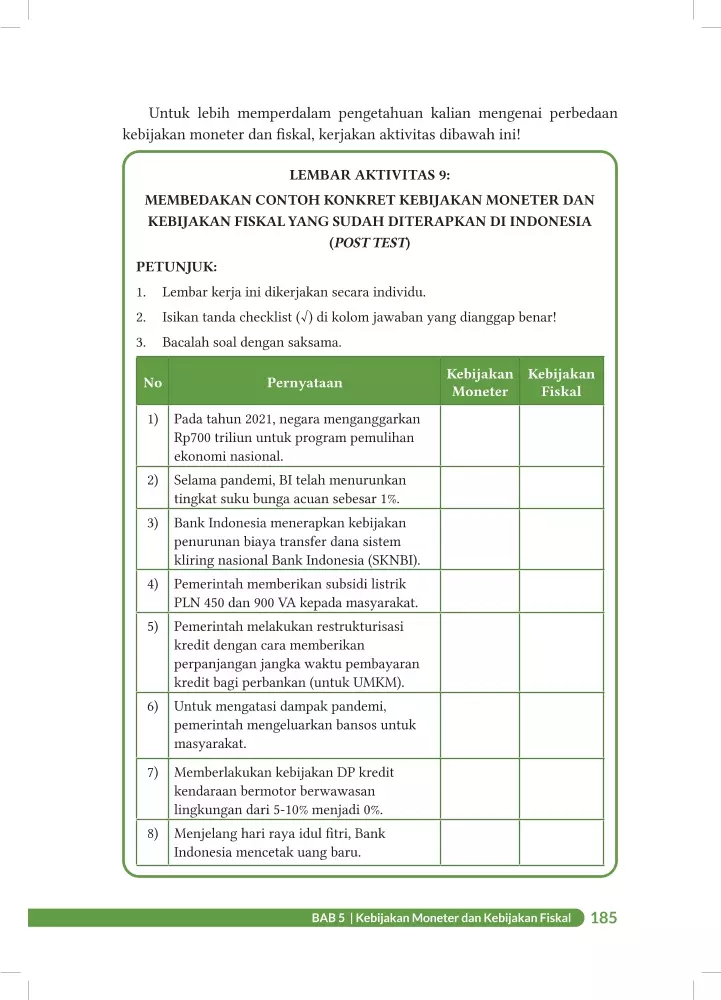 Untuk lebih memperdalam pengetahuan kalian mengenai perbedaan
kebijakan moneter dan fiskal, kerjakan aktivitas dibawah ini!
LEMBAR AKTIVITAS 9:
MEMBEDAKAN CONTOH KONKRET KEBIJAKAN MONETER DAN
KEBIJAKAN FISKAL YANG SUDAH DITERAPKAN DI INDONESIA
(POST TEST)
PETUNJUK:
1. Lembar kerja ini dikerjakan secara individu.
2. Isikan tanda checklist (√) di kolom jawaban yang dianggap benar!
3. Bacalah soal dengan saksama.
No Pernyataan Kebijakan Moneter Kebijakan Fiskal
1) Pada tahun 2021, negara menganggarkan
Rp700 triliun untuk program pemulihan
ekonomi nasional.
2) Selama pandemi, BI telah menurunkan
tingkat suku bunga acuan sebesar 1%.
3) Bank Indonesia menerapkan kebijakan
penurunan biaya transfer dana sistem
kliring nasional Bank Indonesia (SKNBI).
4) Pemerintah memberikan subsidi listrik
PLN 450 dan 900 VA kepada masyarakat.
5) Pemerintah melakukan restrukturisasi
kredit dengan cara memberikan
perpanjangan jangka waktu pembayaran
kredit bagi perbankan (untuk UMKM).
6) Untuk mengatasi dampak pandemi,
pemerintah mengeluarkan bansos untuk
masyarakat.
7) Memberlakukan kebijakan DP kredit
kendaraan bermotor berwawasan
lingkungan dari 5-10% menjadi 0%.
8) Menjelang hari raya idul fitri, Bank
Indonesia mencetak uang baru.
BAB 5 | Kebijakan Moneter dan Kebijakan Fiskal 185